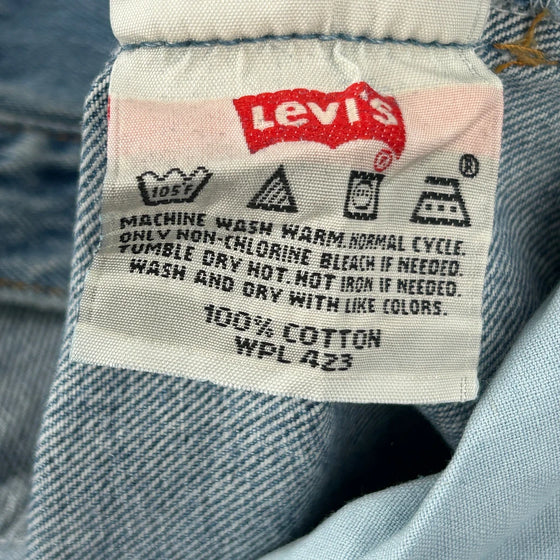 Levi's
®
®
105°F
MACHINE WASH WARM. NORMAL CYCLE.
ONLY NON-CHLORINE BLEACH IF NEEDED.
TUMBLE DRY HOT. HOT IRON IF NEEDED.
WASH AND DRY WITH LIKE COLORS.
100% COTTON
WPL 423